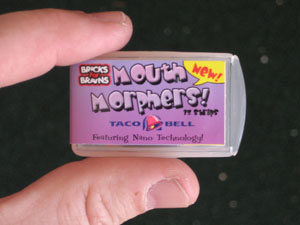 BRICKS
FOR
BRAINS
MOUTH
NEW!
MORPHERS!
TACO BELL
Featuring Nano Technology!